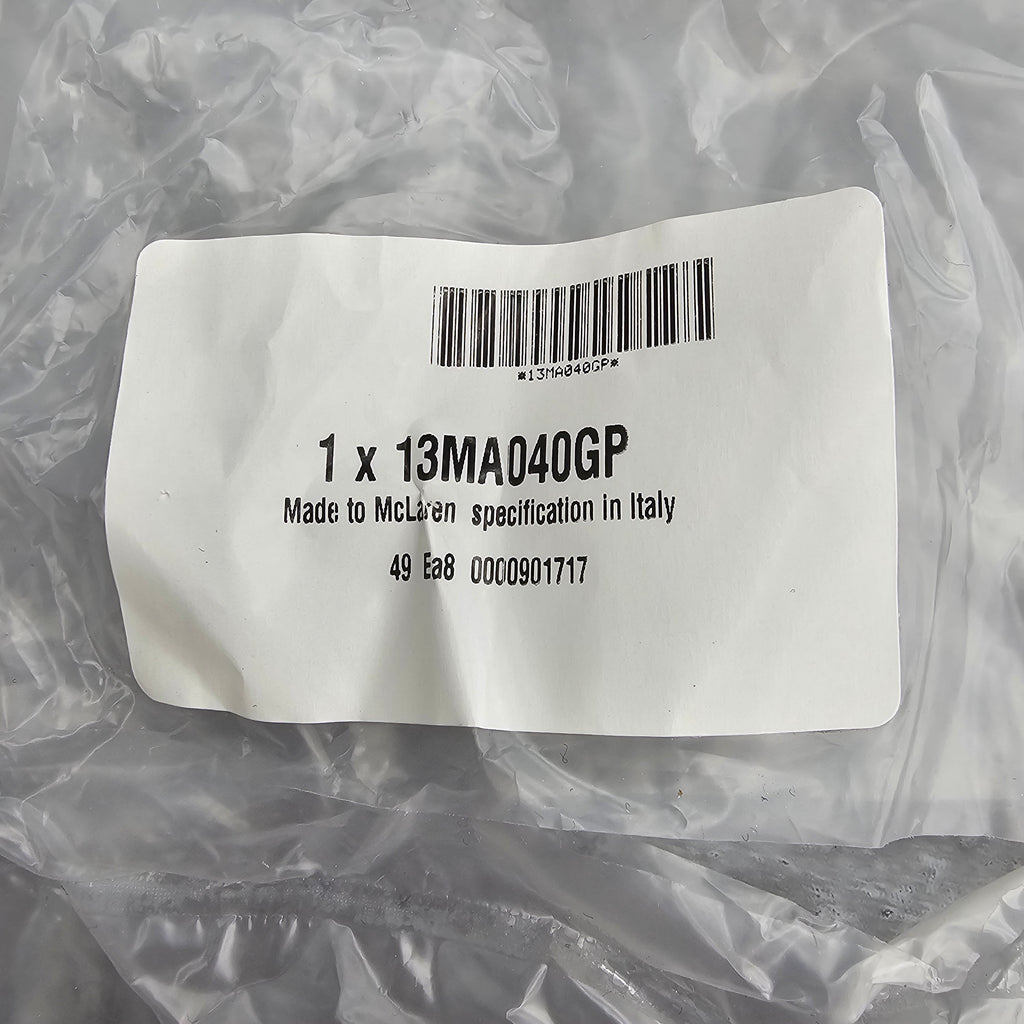 *13MA040GP*
1 x 13MA040GP
Made to McLaren specification in Italy
49 Ea8 0000901717